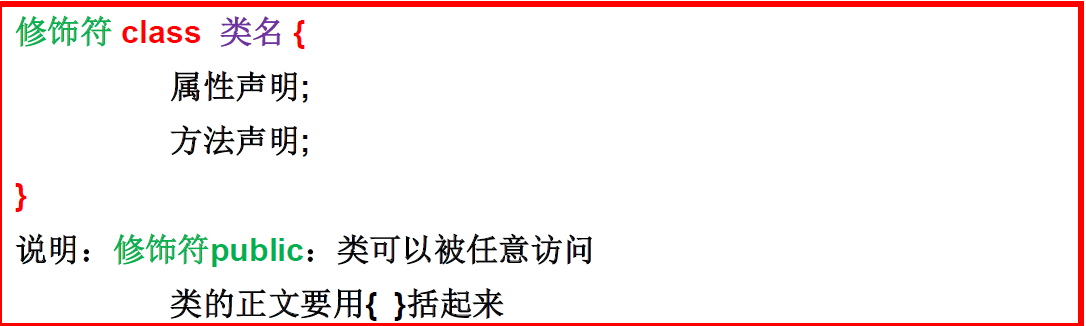 修饰符 class 类名 {
属性声明;
方法声明;
}
说明：修饰符public：类可以被任意访问
类的正文要用{ }括起来